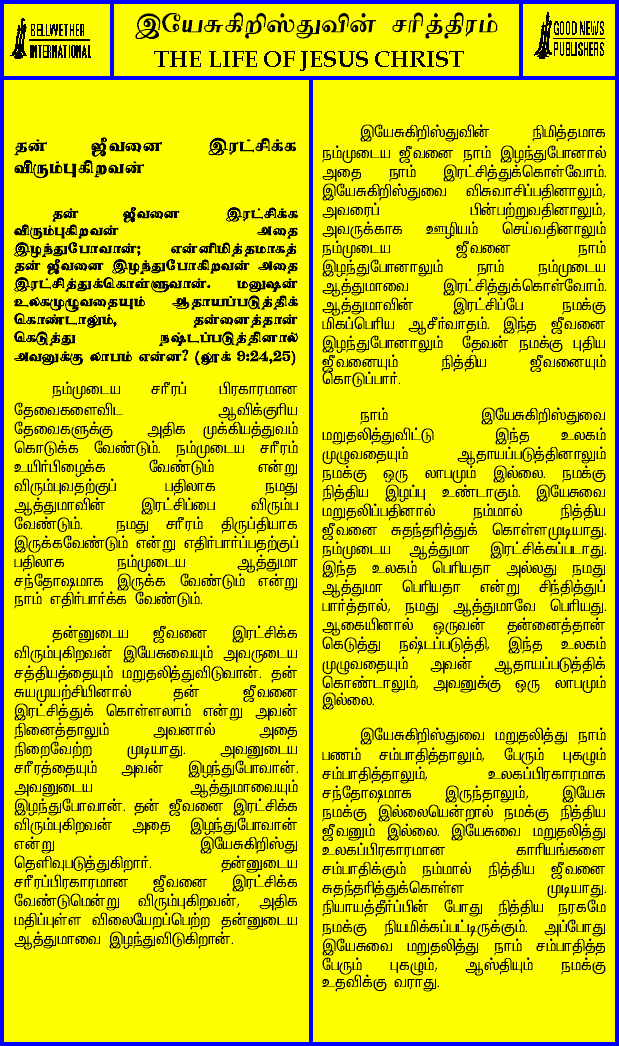 BELLWETHER
INTERNATIONAL
இயேசுகிறிஸ்துவின் சரித்திரம்
THE LIFE OF JESUS CHRIST
GOOD NEWS
PUBLISHERS
தன் ஜீவனை இரட்சிக்க
விரும்புகிறவன்
தன் ஜீவனை இரட்சிக்க
விரும்புகிறவன் அதை
இழந்துபோவான்; என்னிமித்தமாகத்
தன் ஜீவனை இழந்துபோகிறவன் அதை
இரட்சித்துக்கொள்ளுவான். மனுஷன்
உலகமுழுவதையும் ஆதாயப்படுத்திக்
கொண்டாலும், தன்னைத்தான்
கெடுத்து நஷ்டப்படுத்தினால்
அவனுக்கு லாபம் என்ன? (லூக் 9:24,25)
நம்முடைய சரீரப் பிரகாரமான
தேவைகளைவிட ஆவிக்குரிய
தேவைகளுக்கு அதிக முக்கியத்துவம்
கொடுக்க வேண்டும். நம்முடைய சரீரம்
உயிர்பிழைக்க வேண்டும் என்று
விரும்புவதற்குப் பதிலாக நமது
ஆத்துமாவின் இரட்சிப்பை விரும்ப
வேண்டும். நமது சரீரம் திருப்தியாக
இருக்கவேண்டும் என்று எதிர்பார்ப்பதற்குப்
பதிலாக நம்முடைய ஆத்துமா
சந்தோஷமாக இருக்க வேண்டும் என்று
நாம் எதிர்பார்க்க வேண்டும்.
தன்னுடைய ஜீவனை இரட்சிக்க
விரும்புகிறவன் இயேசுவையும் அவருடைய
சத்தியத்தையும் மறுதலித்துவிடுவான். தன்
சுயமுயற்சியினால் தன் ஜீவனை
இரட்சித்துக் கொள்ளலாம் என்று அவன்
நினைத்தாலும் அவனால் அதை
நிறைவேற்ற முடியாது. அவனுடைய
சரீரத்தையும் அவன் இழந்துபோவான்.
அவனுடைய ஆத்துமாவையும்
இழந்துபோவான். தன் ஜீவனை இரட்சிக்க
விரும்புகிறவன் அதை இழந்துபோவான்
என்று இயேசுகிறிஸ்து
தெளிவுபடுத்துகிறார். தன்னுடைய
சரீரப்பிரகாரமான ஜீவனை இரட்சிக்க
வேண்டுமென்று விரும்புகிறவன், அதிக
மதிப்புள்ள விலையேறப்பெற்ற தன்னுடைய
ஆத்துமாவை இழந்துவிடுகிறான்.
இயேசுகிறிஸ்துவின் நிமித்தமாக
நம்முடைய ஜீவனை நாம் இழந்துபோனால்
அதை நாம் இரட்சித்துக்கொள்வோம்.
இயேசுகிறிஸ்துவை விசுவாசிப்பதினாலும்,
அவரைப் பின்பற்றுவதினாலும்,
அவருக்காக ஊழியம் செய்வதினாலும்
நம்முடைய ஜீவனை நாம்
இழந்துபோனாலும் நாம் நம்முடைய
ஆத்துமாவை இரட்சித்துக்கொள்வோம்.
ஆத்துமாவின் இரட்சிப்பே நமக்கு
மிகப்பெரிய ஆசீர்வாதம். இந்த ஜீவனை
இழந்துபோனாலும் தேவன் நமக்கு புதிய
ஜீவனையும் நித்திய ஜீவனையும்
கொடுப்பார்.
நாம் இயேசுகிறிஸ்துவை
மறுதலித்துவிட்டு இந்த உலகம்
முழுவதையும் ஆதாயப்படுத்தினாலும்
நமக்கு ஒரு லாபமும் இல்லை. நமக்கு
நித்திய இழப்பு உண்டாகும். இயேசுவை
மறுதலிப்பதினால் நம்மால் நித்திய
ஜீவனை சுதந்தரித்துக் கொள்ளமுடியாது.
நம்முடைய ஆத்துமா இரட்சிக்கப்படாது.
இந்த உலகம் பெரியதா அல்லது நமது
ஆத்துமா பெரியதா என்று சிந்தித்துப்
பார்த்தால், நமது ஆத்துமாவே பெரியது.
ஆகையினால் ஒருவன் தன்னைத்தான்
கெடுத்து நஷ்டப்படுத்தி, இந்த உலகம்
முழுவதையும் அவன் ஆதாயப்படுத்திக்
கொண்டாலும், அவனுக்கு ஒரு லாபமும்
இல்லை.
இயேசுகிறிஸ்துவை மறுதலித்து நாம்
பணம் சம்பாதித்தாலும், பேரும் புகழும்
சம்பாதித்தாலும், உலகப்பிரகாரமாக
சந்தோஷமாக இருந்தாலும், இயேசு
நமக்கு இல்லையென்றால் நமக்கு நித்திய
ஜீவனும் இல்லை. இயேசுவை மறுதலித்து
உலகப்பிரகாரமான காரியங்களை
சம்பாதிக்கும் நம்மால் நித்திய ஜீவனை
சுதந்தரித்துக்கொள்ள முடியாது.
நியாயத்தீர்ப்பின் போது நித்திய நரகமே
நமக்கு நியமிக்கப்பட்டிருக்கும். அப்போது
இயேசுவை மறுதலித்து நாம் சம்பாதித்த
பேரும் புகழும், ஆஸ்தியும் நமக்கு
உதவிக்கு வராது.